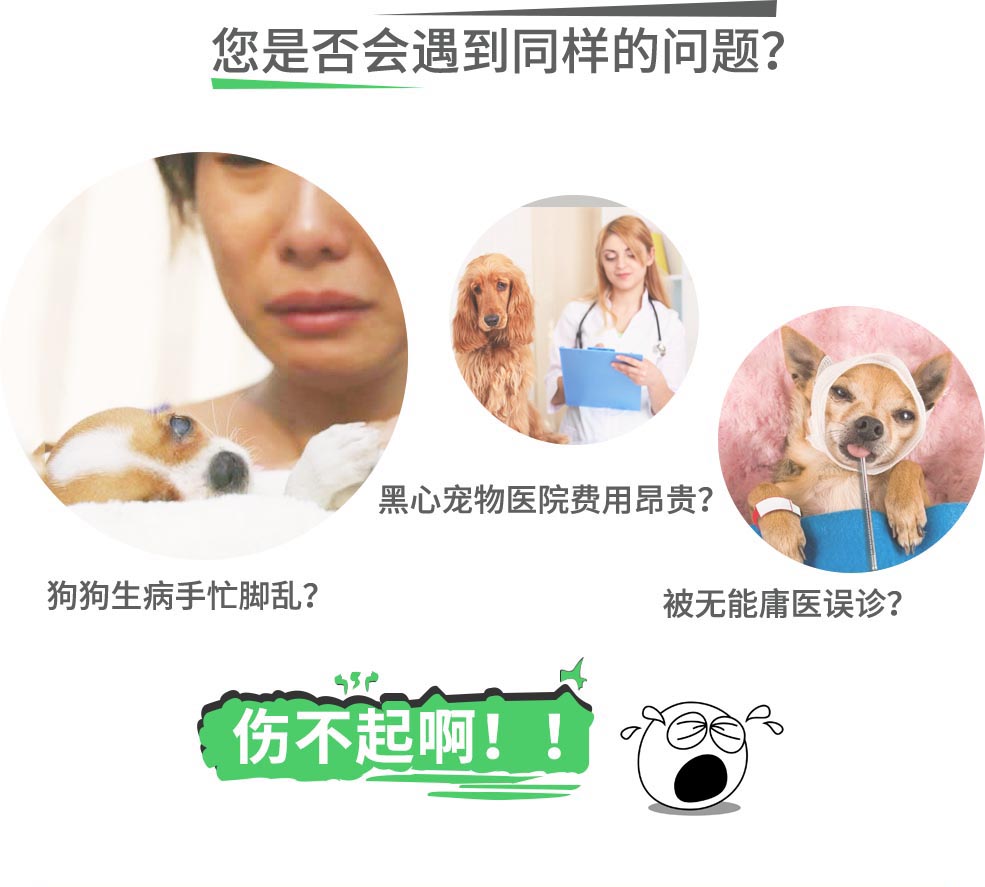 您是否会遇到同样的问题？
黑心宠物医院费用昂贵？
狗狗生病手忙脚乱？
被无能庸医误诊？
伤不起啊！！